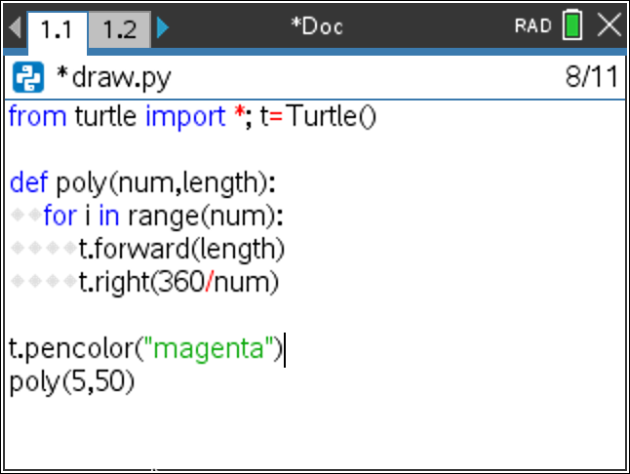 1.1 1.2 *Doc RAD
*draw.py 8/11
from turtle import *; t=Turtle()
def poly(num,length):
for i in range(num):
t.forward(length)
t.right(360/num)
t.pencolor("magenta")
poly(5,50)